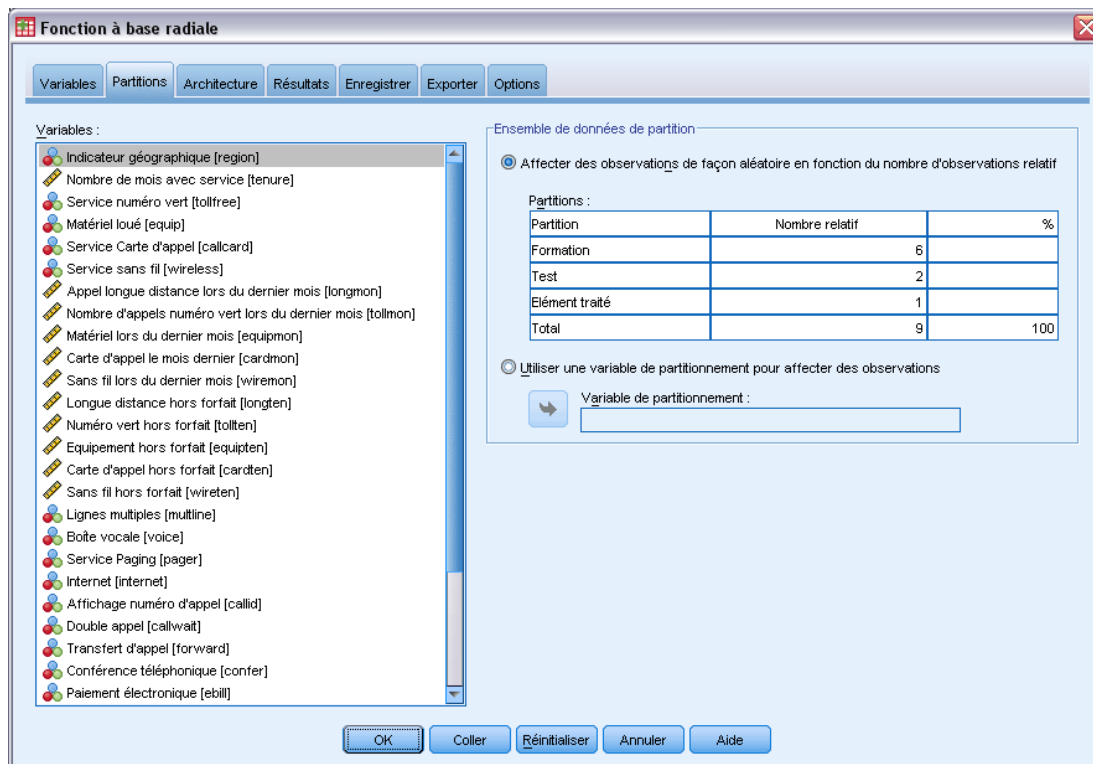 Fonction à base radiale
Variables
Partitions
Architecture
Résultats
Enregistrer
Exporter
Options
Variables :
Indicateur géographique [region]
Nombre de mois avec service [tenure]
Service numéro vert [tollfree]
Matériel loué [equip]
Service Carte d'appel [callcard]
Service sans fil [wireless]
Appel longue distance lors du dernier mois [longmon]
Nombre d'appels numéro vert lors du dernier mois [tollmon]
Matériel lors du dernier mois [equipmon]
Carte d'appel le mois dernier [cardmon]
Sans fil lors du dernier mois [wiremon]
Longue distance hors forfait [longten]
Numéro vert hors forfait [tollten]
Equipement hors forfait [equipten]
Carte d'appel hors forfait [cardten]
Sans fil hors forfait [wireten]
Lignes multiples [multline]
Boîte vocale [voice]
Service Paging [pager]
Internet [internet]
Affichage numéro d'appel [callid]
Double appel [callwait]
Transfert d'appel [forward]
Conférence téléphonique [confer]
Paiement électronique [ebill]
Ensemble de données de partition
Affecter des observations de façon aléatoire en fonction du nombre d'observations relatif
Partitions :
Partition Nombre relatif %
Formation 6
Test 2
Elément traité 1
Total 9 100
Utiliser une variable de partitionnement pour affecter des observations
Variable de partitionnement :
OK
Coller
Réinitialiser
Annuler
Aide